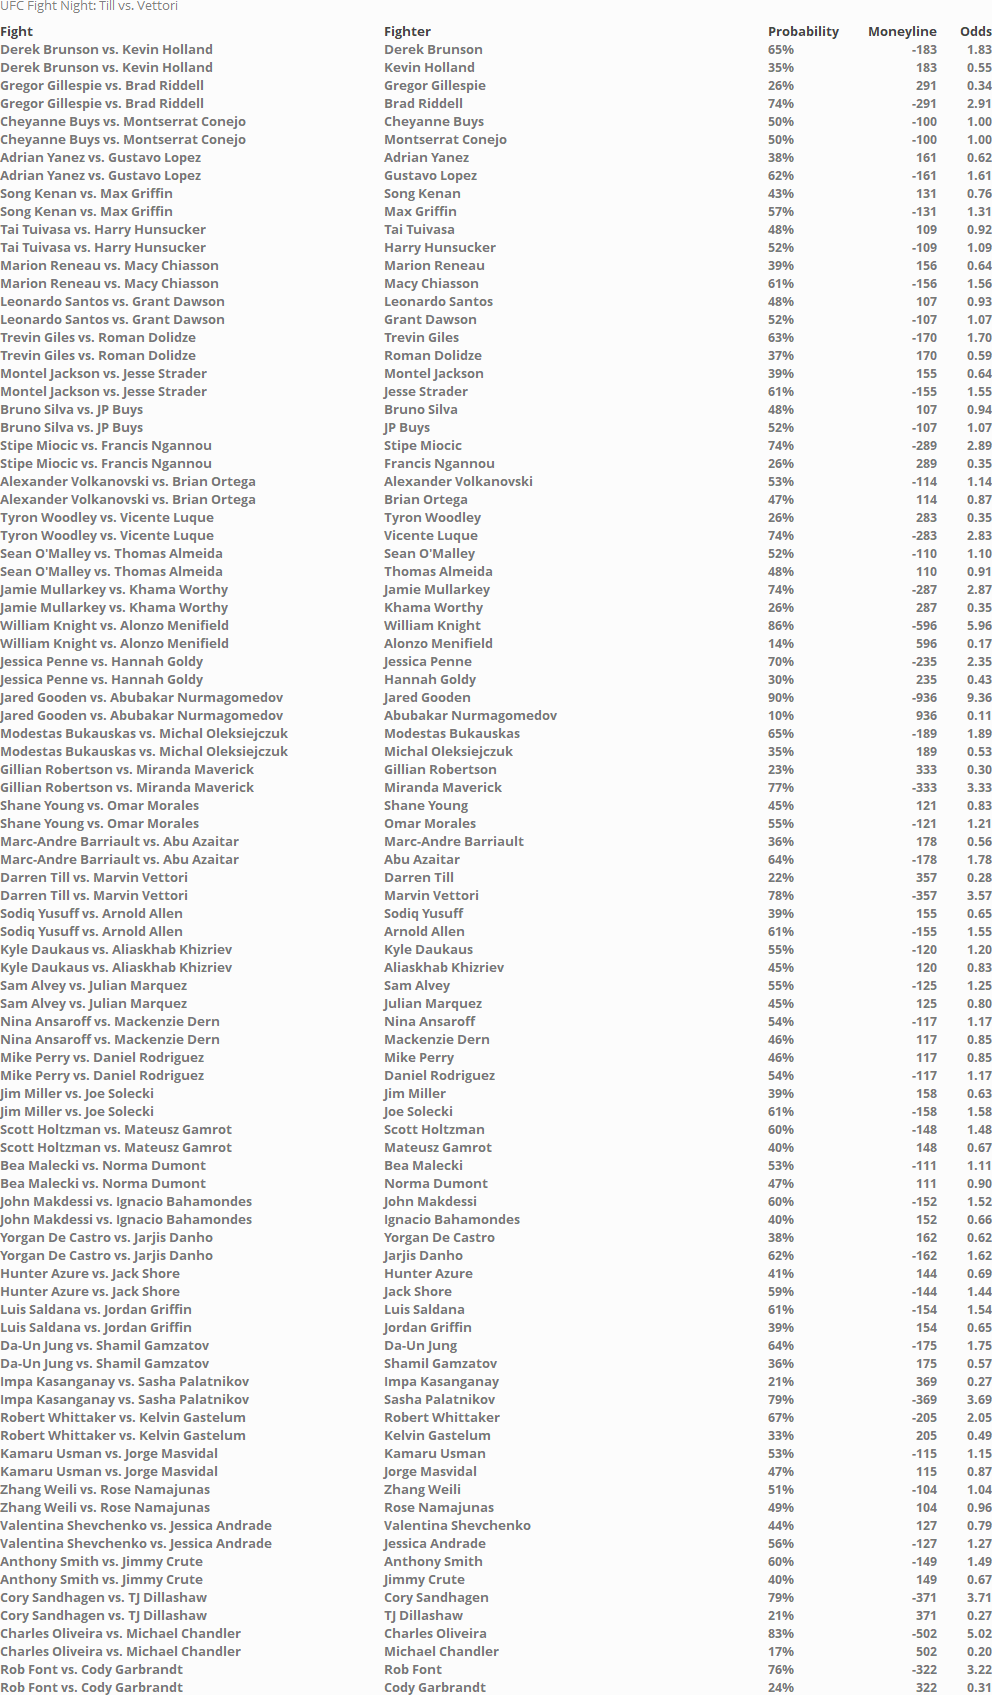 UFC Fight Night: Till vs. Vettori
Fight Fighter Probability Moneyline Odds
Derek Brunson vs. Kevin Holland Derek Brunson 65% -183 1.83
Derek Brunson vs. Kevin Holland Kevin Holland 35% 183 0.55
Gregor Gillespie vs. Brad Riddell Gregor Gillespie 26% 291 0.34
Gregor Gillespie vs. Brad Riddell Brad Riddell 74% -291 2.91
Cheyanne Buys vs. Montserrat Conejo Cheyanne Buys 50% -100 1.00
Cheyanne Buys vs. Montserrat Conejo Montserrat Conejo 50% -100 1.00
Adrian Yanez vs. Gustavo Lopez Adrian Yanez 38% 161 0.62
Adrian Yanez vs. Gustavo Lopez Gustavo Lopez 62% -161 1.61
Song Kenan vs. Max Griffin Song Kenan 43% 131 0.76
Song Kenan vs. Max Griffin Max Griffin 57% -131 1.31
Tai Tuivasa vs. Harry Hunsucker Tai Tuivasa 48% 109 0.92
Tai Tuivasa vs. Harry Hunsucker Harry Hunsucker 52% -109 1.09
Marion Reneau vs. Macy Chiasson Marion Reneau 39% 156 0.64
Marion Reneau vs. Macy Chiasson Macy Chiasson 61% -156 1.56
Leonardo Santos vs. Grant Dawson Leonardo Santos 48% 107 0.93
Leonardo Santos vs. Grant Dawson Grant Dawson 52% -107 1.07
Trevin Giles vs. Roman Dolidze Trevin Giles 63% -170 1.70
Trevin Giles vs. Roman Dolidze Roman Dolidze 37% 170 0.59
Montel Jackson vs. Jesse Strader Montel Jackson 39% 155 0.64
Montel Jackson vs. Jesse Strader Jesse Strader 61% -155 1.55
Bruno Silva vs. JP Buys Bruno Silva 48% 107 0.94
Bruno Silva vs. JP Buys JP Buys 52% -107 1.07
Stipe Miocic vs. Francis Ngannou Stipe Miocic 74% -289 2.89
Stipe Miocic vs. Francis Ngannou Francis Ngannou 26% 289 0.35
Alexander Volkanovski vs. Brian Ortega Alexander Volkanovski 53% -114 1.14
Alexander Volkanovski vs. Brian Ortega Brian Ortega 47% 114 0.87
Tyron Woodley vs. Vicente Luque Tyron Woodley 26% 283 0.35
Tyron Woodley vs. Vicente Luque Vicente Luque 74% -283 2.83
Sean O'Malley vs. Thomas Almeida Sean O'Malley 52% -110 1.10
Sean O'Malley vs. Thomas Almeida Thomas Almeida 48% 110 0.91
Jamie Mullarkey vs. Khama Worthy Jamie Mullarkey 74% -287 2.87
Jamie Mullarkey vs. Khama Worthy Khama Worthy 26% 287 0.35
William Knight vs. Alonzo Menifield William Knight 86% -596 5.96
William Knight vs. Alonzo Menifield Alonzo Menifield 14% 596 0.17
Jessica Penne vs. Hannah Goldy Jessica Penne 70% -235 2.35
Jessica Penne vs. Hannah Goldy Hannah Goldy 30% 235 0.43
Jared Gooden vs. Abubakar Nurmagomedov Jared Gooden 90% -936 9.36
Jared Gooden vs. Abubakar Nurmagomedov Abubakar Nurmagomedov 10% 936 0.11
Modestas Bukauskas vs. Michal Oleksiejczuk Modestas Bukauskas 65% -189 1.89
Modestas Bukauskas vs. Michal Oleksiejczuk Michal Oleksiejczuk 35% 189 0.53
Gillian Robertson vs. Miranda Maverick Gillian Robertson 23% 333 0.30
Gillian Robertson vs. Miranda Maverick Miranda Maverick 77% -333 3.33
Shane Young vs. Omar Morales Shane Young 45% 121 0.83
Shane Young vs. Omar Morales Omar Morales 55% -121 1.21
Marc-Andre Barriault vs. Abu Azaitar Marc-Andre Barriault 36% 178 0.56
Marc-Andre Barriault vs. Abu Azaitar Abu Azaitar 64% -178 1.78
Darren Till vs. Marvin Vettori Darren Till 22% 357 0.28
Darren Till vs. Marvin Vettori Marvin Vettori 78% -357 3.57
Sodiq Yusuff vs. Arnold Allen Sodiq Yusuff 39% 155 0.65
Sodiq Yusuff vs. Arnold Allen Arnold Allen 61% -155 1.55
Kyle Daukaus vs. Aliaskhab Khizriev Kyle Daukaus 55% -120 1.20
Kyle Daukaus vs. Aliaskhab Khizriev Aliaskhab Khizriev 45% 120 0.83
Sam Alvey vs. Julian Marquez Sam Alvey 55% -125 1.25
Sam Alvey vs. Julian Marquez Julian Marquez 45% 125 0.80
Nina Ansaroff vs. Mackenzie Dern Nina Ansaroff 54% -117 1.17
Nina Ansaroff vs. Mackenzie Dern Mackenzie Dern 46% 117 0.85
Mike Perry vs. Daniel Rodriguez Mike Perry 46% 117 0.85
Mike Perry vs. Daniel Rodriguez Daniel Rodriguez 54% -117 1.17
Jim Miller vs. Joe Solecki Jim Miller 39% 158 0.63
Jim Miller vs. Joe Solecki Joe Solecki 61% -158 1.58
Scott Holtzman vs. Mateusz Gamrot Scott Holtzman 60% -148 1.48
Scott Holtzman vs. Mateusz Gamrot Mateusz Gamrot 40% 148 0.67
Bea Malecki vs. Norma Dumont Bea Malecki 53% -111 1.11
Bea Malecki vs. Norma Dumont Norma Dumont 47% 111 0.90
John Makdessi vs. Ignacio Bahamondes John Makdessi 60% -152 1.52
John Makdessi vs. Ignacio Bahamondes Ignacio Bahamondes 40% 152 0.66
Yorgan De Castro vs. Jarjis Danho Yorgan De Castro 38% 162 0.62
Yorgan De Castro vs. Jarjis Danho Jarjis Danho 62% -162 1.62
Hunter Azure vs. Jack Shore Hunter Azure 41% 144 0.69
Hunter Azure vs. Jack Shore Jack Shore 59% -144 1.44
Luis Saldana vs. Jordan Griffin Luis Saldana 61% -154 1.54
Luis Saldana vs. Jordan Griffin Jordan Griffin 39% 154 0.65
Da-Un Jung vs. Shamil Gamzatov Da-Un Jung 64% -175 1.75
Da-Un Jung vs. Shamil Gamzatov Shamil Gamzatov 36% 175 0.57
Impa Kasanganay vs. Sasha Palatnikov Impa Kasanganay 21% 369 0.27
Impa Kasanganay vs. Sasha Palatnikov Sasha Palatnikov 79% -369 3.69
Robert Whittaker vs. Kelvin Gastelum Robert Whittaker 67% -205 2.05
Robert Whittaker vs. Kelvin Gastelum Kelvin Gastelum 33% 205 0.49
Kamaru Usman vs. Jorge Masvidal Kamaru Usman 53% -115 1.15
Kamaru Usman vs. Jorge Masvidal Jorge Masvidal 47% 115 0.87
Zhang Weili vs. Rose Namajunas Zhang Weili 51% -104 1.04
Zhang Weili vs. Rose Namajunas Rose Namajunas 49% 104 0.96
Valentina Shevchenko vs. Jessica Andrade Valentina Shevchenko 44% 127 0.79
Valentina Shevchenko vs. Jessica Andrade Jessica Andrade 56% -127 1.27
Anthony Smith vs. Jimmy Crute Anthony Smith 60% -149 1.49
Anthony Smith vs. Jimmy Crute Jimmy Crute 40% 149 0.67
Cory Sandhagen vs. TJ Dillashaw Cory Sandhagen 79% -371 3.71
Cory Sandhagen vs. TJ Dillashaw TJ Dillashaw 21% 371 0.27
Charles Oliveira vs. Michael Chandler Charles Oliveira 83% -502 5.02
Charles Oliveira vs. Michael Chandler Michael Chandler 17% 502 0.20
Rob Font vs. Cody Garbrandt Rob Font 76% -322 3.22
Rob Font vs. Cody Garbrandt Cody Garbrandt 24% 322 0.31